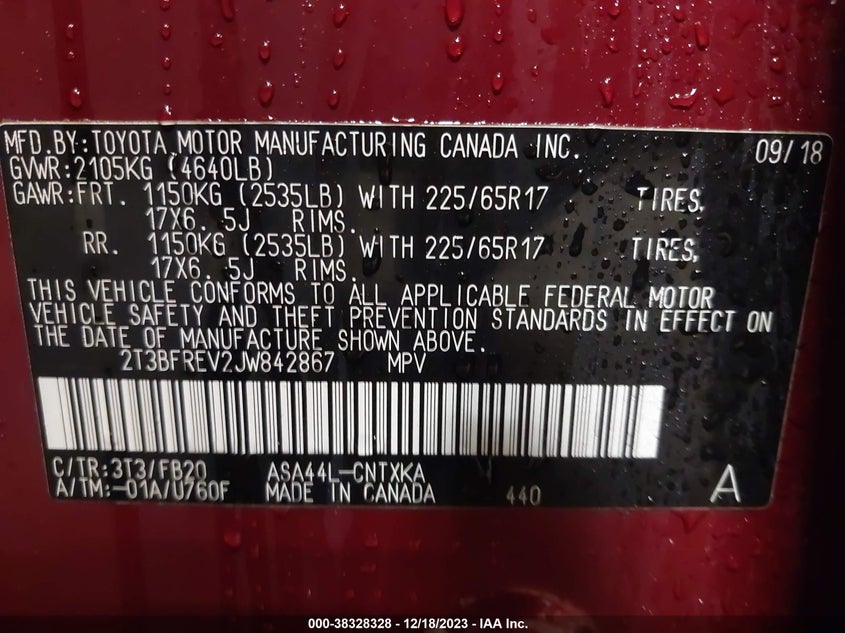 MFD.BY:TOYOTA MOTOR MANUFACTURING CANADA INC. 09/18
GVWR:2105KG (4640LB)
GAWR:FRT. 1150KG (2535LB) WITH 225/65R17 TIRES,
17X6.5J RIMS.
RR. 1150KG (2535LB) WITH 225/65R17 TIRES,
17X6.5J RIMS.
THIS VEHICLE CONFORMS TO ALL APPLICABLE FEDERAL MOTOR
VEHICLE SAFETY AND THEFT PREVENTION STANDARDS IN EFFECT ON
THE DATE OF MANUFACTURE SHOWN ABOVE.
2T3BFREV2JW842867 MPV
C/TR:3T3/FB20 ASA44L-CNTXKA
A/TM:-01A/U760F MADE IN CANADA 440 A
000-38328328 - 12/18/2023 - IAA Inc.